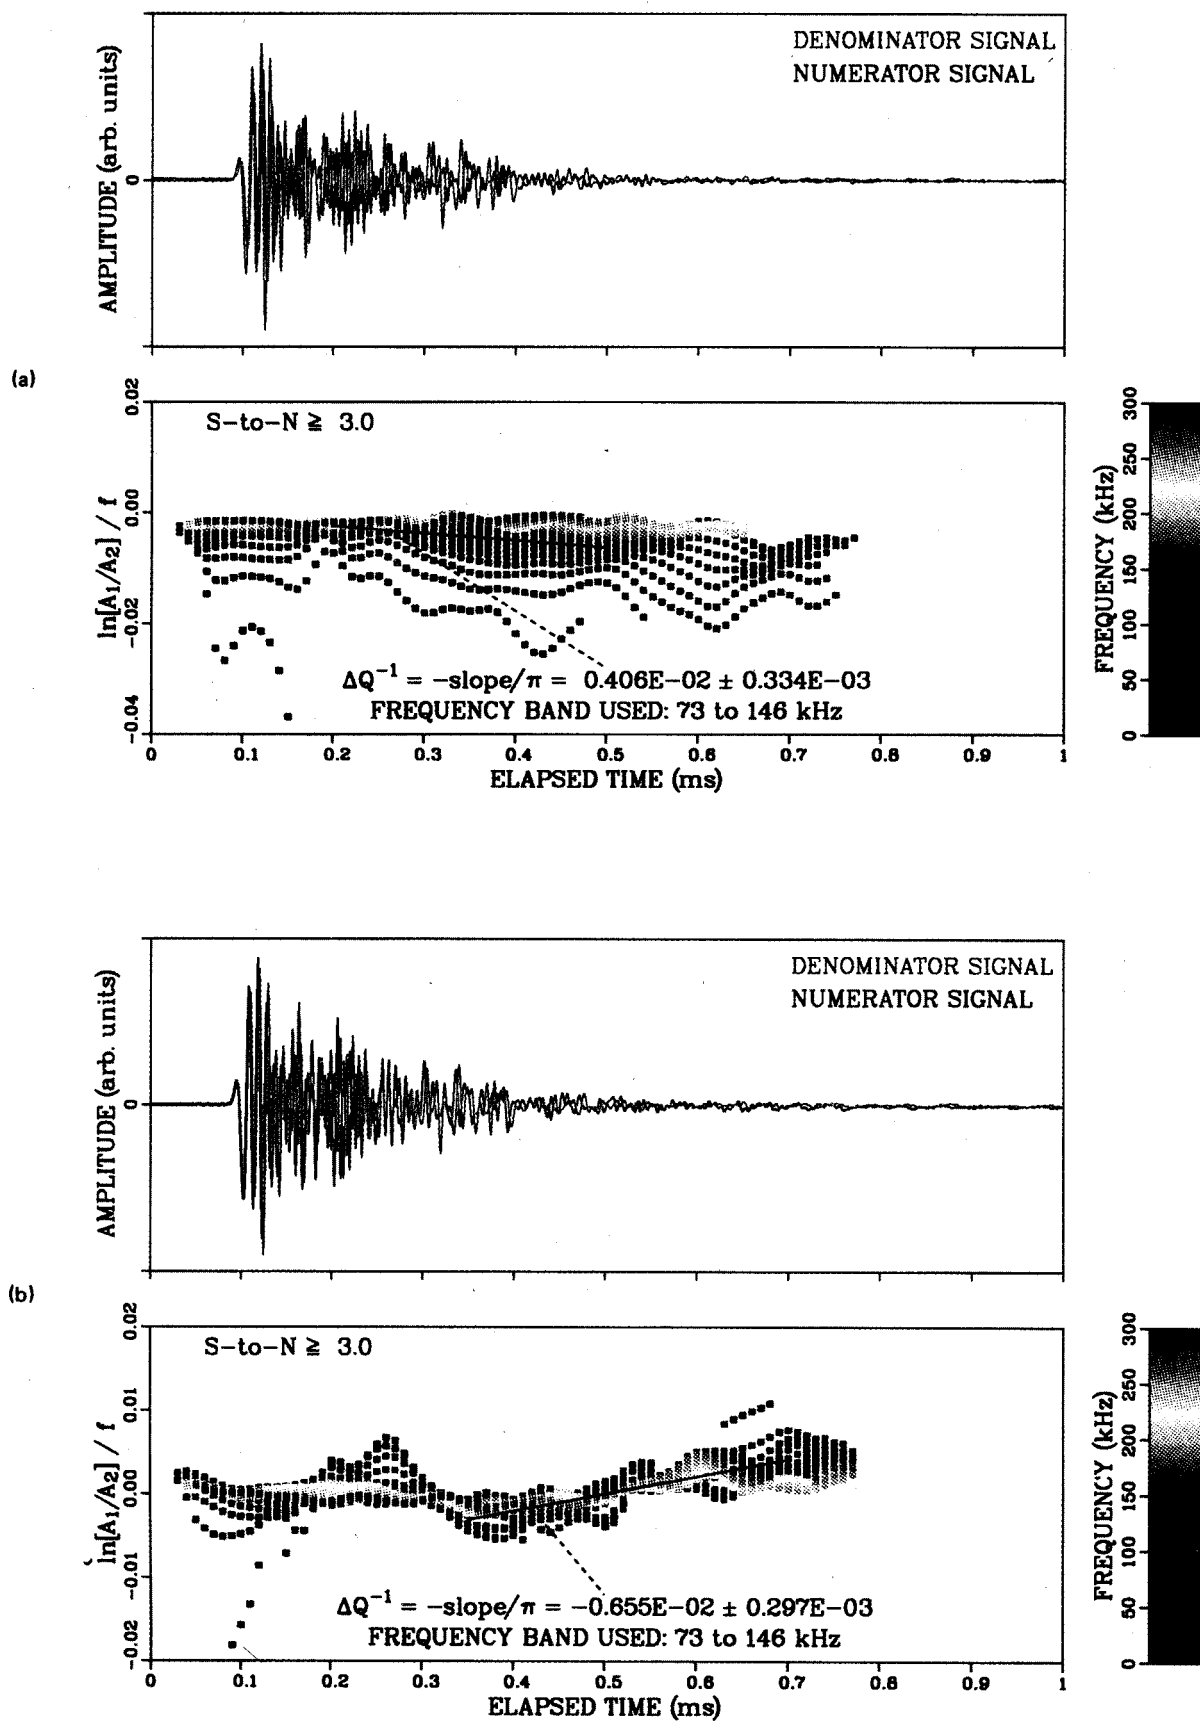 DENOMINATOR SIGNAL
NUMERATOR SIGNAL
AMPLITUDE (arb. units)
0
(a)
S-to-N ≧ 3.0
ln[A1/A2] / f
0.02
0.00
-0.02
-0.04
ΔQ⁻¹ = -slope/π = 0.406E-02 ± 0.334E-03
FREQUENCY BAND USED: 73 to 146 kHz
0 0.1 0.2 0.3 0.4 0.5 0.6 0.7 0.8 0.9 1
ELAPSED TIME (ms)
FREQUENCY (kHz)
300
250
200
150
100
50
0
DENOMINATOR SIGNAL
NUMERATOR SIGNAL
AMPLITUDE (arb. units)
0
(b)
S-to-N ≧ 3.0
ln[A1/A2] / f
0.02
0.01
0.00
-0.01
-0.02
ΔQ⁻¹ = -slope/π = -0.655E-02 ± 0.297E-03
FREQUENCY BAND USED: 73 to 146 kHz
0 0.1 0.2 0.3 0.4 0.5 0.6 0.7 0.8 0.9 1
ELAPSED TIME (ms)
FREQUENCY (kHz)
300
250
200
150
100
50
0